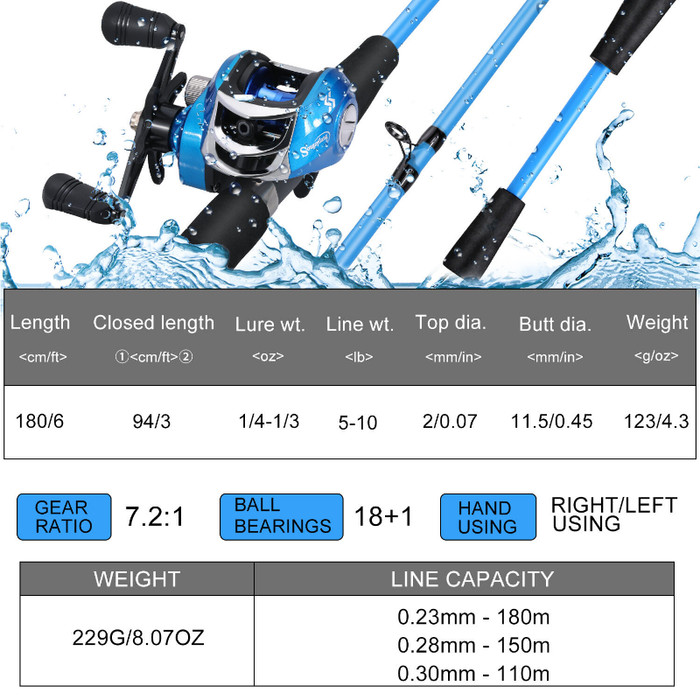 Sougayilang
Length Closed length Lure wt. Line wt. Top dia. Butt dia. Weight
<cm/ft> ①<cm/ft>② <oz> <lb> <mm/in> <mm/in> <g/oz>
180/6 94/3 1/4-1/3 5-10 2/0.07 11.5/0.45 123/4.3
GEAR RATIO 7.2:1 BALL BEARINGS 18+1 HAND USING RIGHT/LEFT USING
WEIGHT LINE CAPACITY
229G/8.07OZ
0.23mm - 180m
0.28mm - 150m
0.30mm - 110m